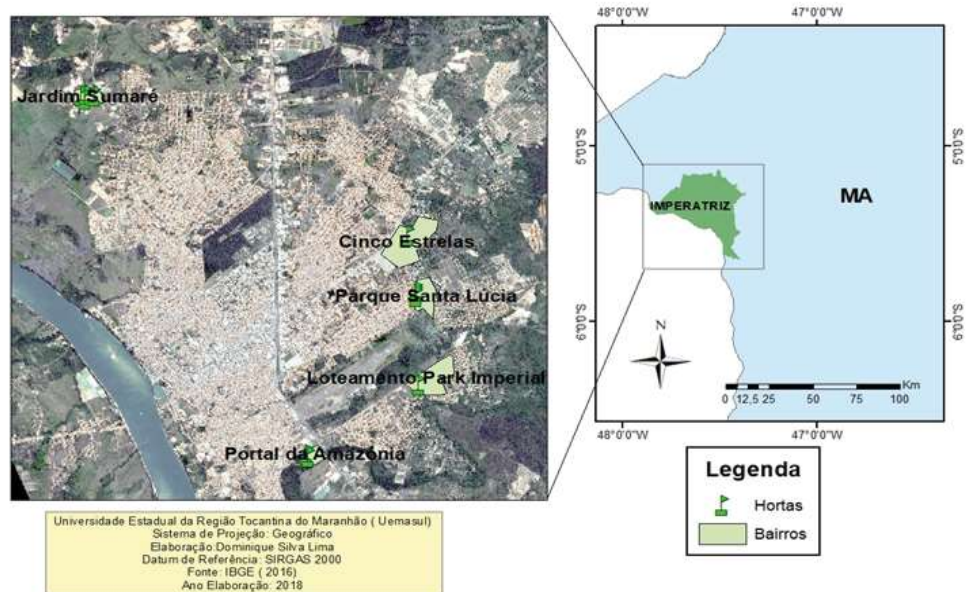 Jardim Sumaré
Cinco Estrelas
*Parque Santa Lúcia
Loteamento Park Imperial
Portal da Amazônia
Universidade Estadual da Região Tocantina do Maranhão ( Uemasul)
Sistema de Projeção: Geográfico
Elaboração:Dominique Silva Lima
Datum de Referência: SIRGAS 2000
Fonte: IBGE ( 2016)
Ano Elaboração: 2018
48°0'0"W
47°0'0"W
5°0'0"S
5°0'0"S
IMPERATRIZ
MA
6°0'0"S
6°0'0"S
N
Km
0 12,5 25 50 75 100
48°0'0"W
47°0'0"W
Legenda
Hortas
Bairros